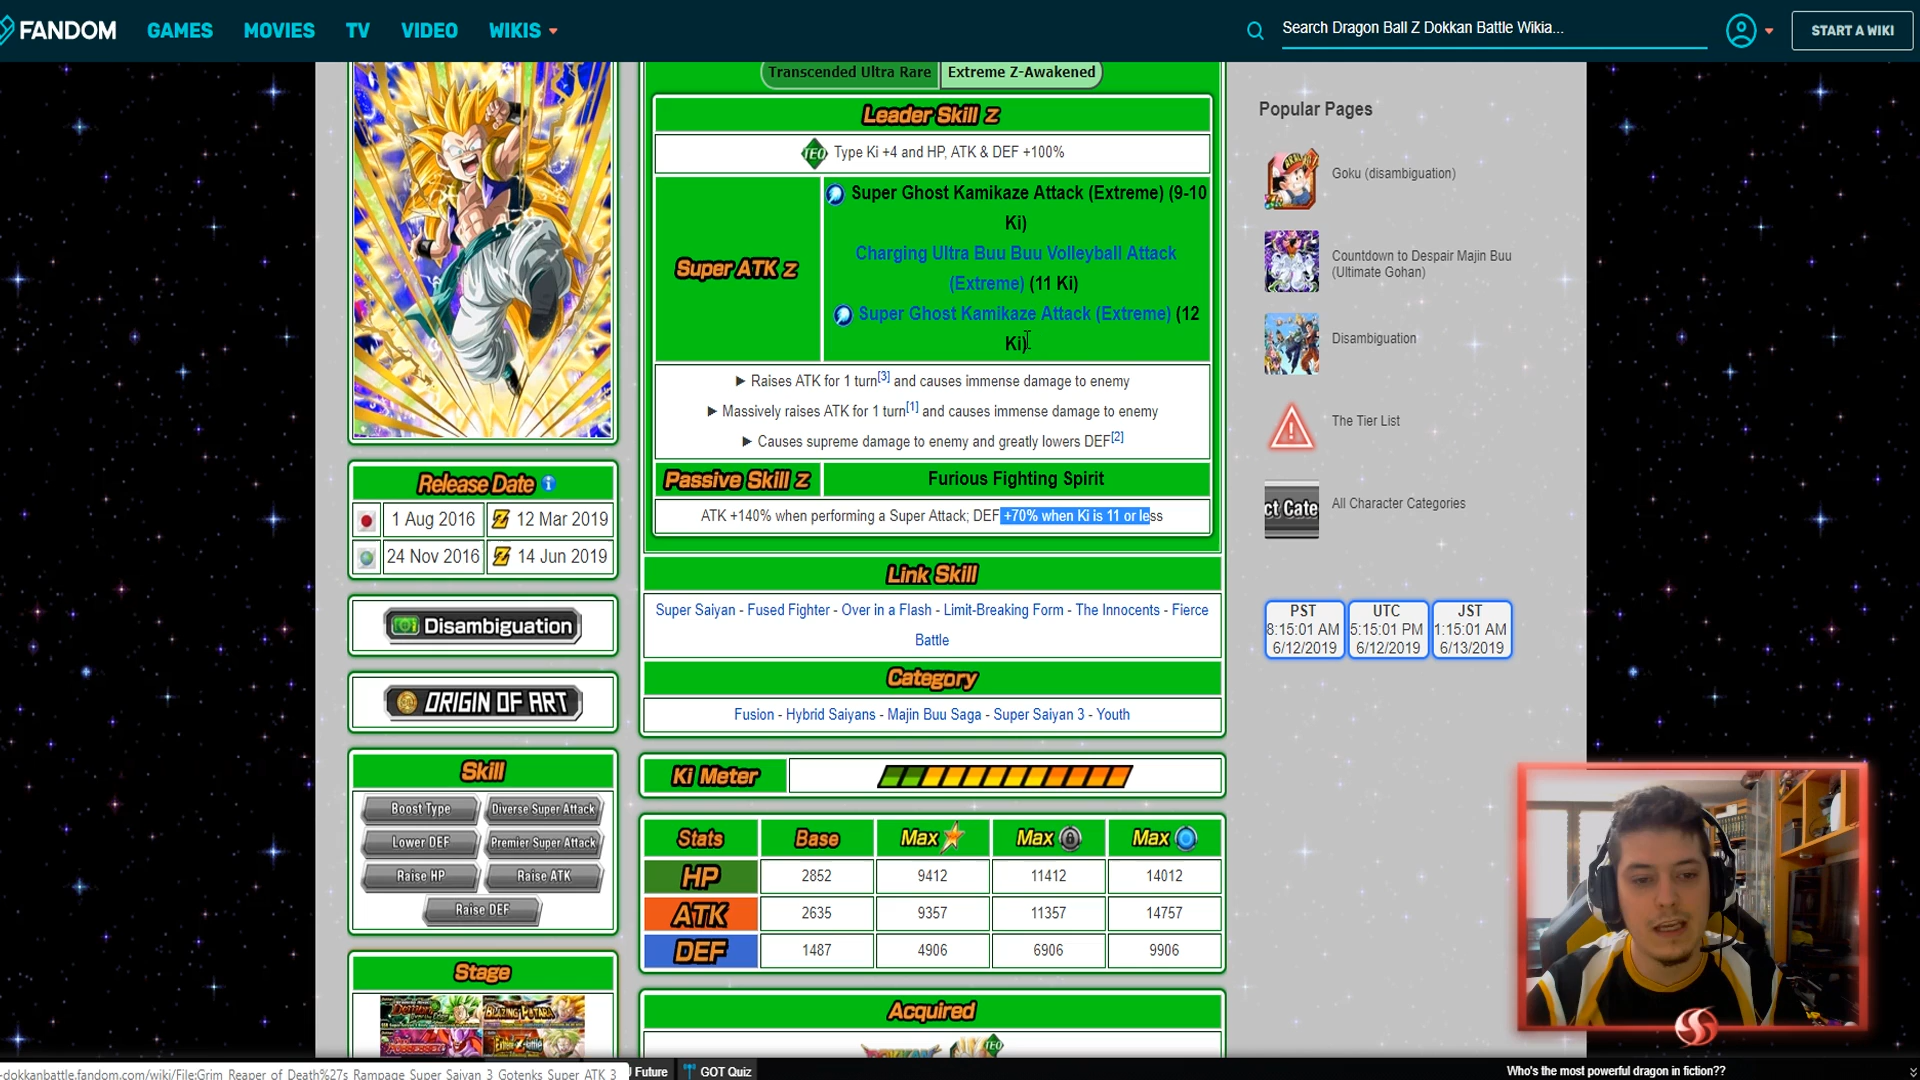 FANDOM
GAMES
MOVIES
TV
VIDEO
WIKIS
Search Dragon Ball Z Dokkan Battle Wikia...
START A WIKI
Transcended Ultra Rare
Extreme Z-Awakened
Leader Skill Z
TEQ Type Ki +4 and HP, ATK & DEF +100%
Super ATK Z
Super Ghost Kamikaze Attack (Extreme) (9-10
Ki)
Charging Ultra Buu Buu Volleyball Attack
(Extreme) (11 Ki)
Super Ghost Kamikaze Attack (Extreme) (12
Ki)
► Raises ATK for 1 turn[3] and causes immense damage to enemy
► Massively raises ATK for 1 turn[1] and causes immense damage to enemy
► Causes supreme damage to enemy and greatly lowers DEF[2]
Passive Skill Z
Furious Fighting Spirit
ATK +140% when performing a Super Attack; DEF +70% when Ki is 11 or less
Link Skill
Super Saiyan - Fused Fighter - Over in a Flash - Limit-Breaking Form - The Innocents - Fierce
Battle
Category
Fusion - Hybrid Saiyans - Majin Buu Saga - Super Saiyan 3 - Youth
Ki Meter
Stats Base Max Max Max
HP 2852 9412 11412 14012
ATK 2635 9357 11357 14757
DEF 1487 4906 6906 9906
Acquired
TEQ
Release Date
1 Aug 2016 Z 12 Mar 2019
24 Nov 2016 Z 14 Jun 2019
Disambiguation
ORIGIN OF ART
Skill
Boost Type
Diverse Super Attack
Lower DEF
Premier Super Attack
Raise HP
Raise ATK
Raise DEF
Stage
BLAZING POTARA
Popular Pages
Goku (disambiguation)
Countdown to Despair Majin Buu
(Ultimate Gohan)
Disambiguation
The Tier List
ct Cate
All Character Categories
PST
8:15:01 AM
6/12/2019
UTC
5:15:01 PM
6/12/2019
JST
1:15:01 AM
6/13/2019
-dokkanbattle.fandom.com/wiki/File:Grim_Reaper_of_Death%27s_Rampage_Super_Saiyan_3_Gotenks_Super_ATK_3
Future
GOT Quiz
Who's the most powerful dragon in fiction??